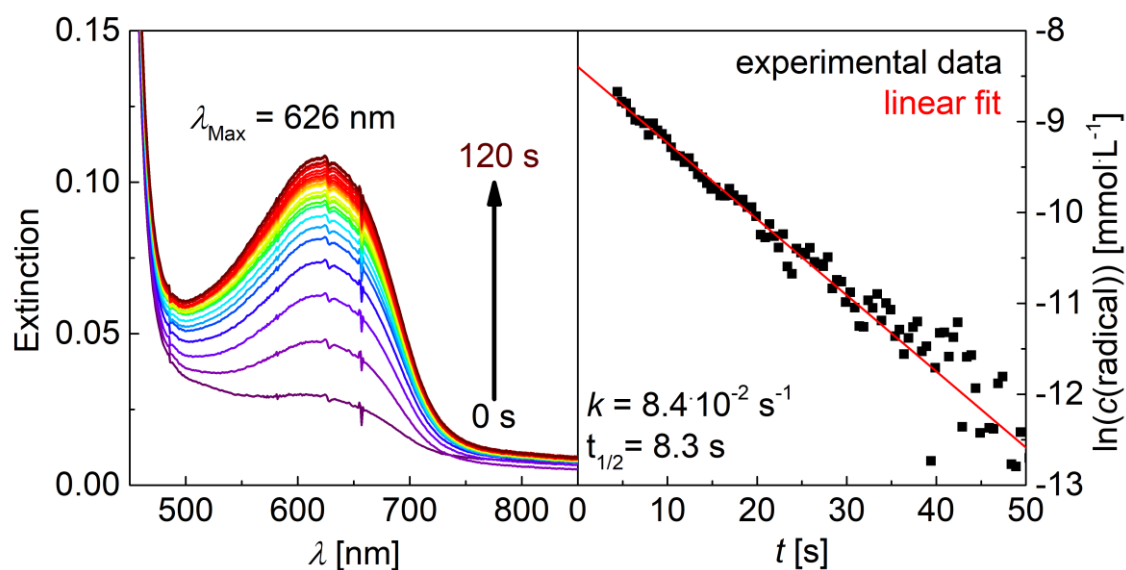 0.15
0.10
0.05
0.00
Extinction
λMax = 626 nm
120 s
0 s
500 600 700 800
λ [nm]
experimental data
linear fit
k = 8.4·10⁻² s⁻¹
t1/2 = 8.3 s
0 10 20 30 40 50
t [s]
-8
-9
-10
-11
-12
-13
ln(c(radical)) [mmol·L⁻¹]